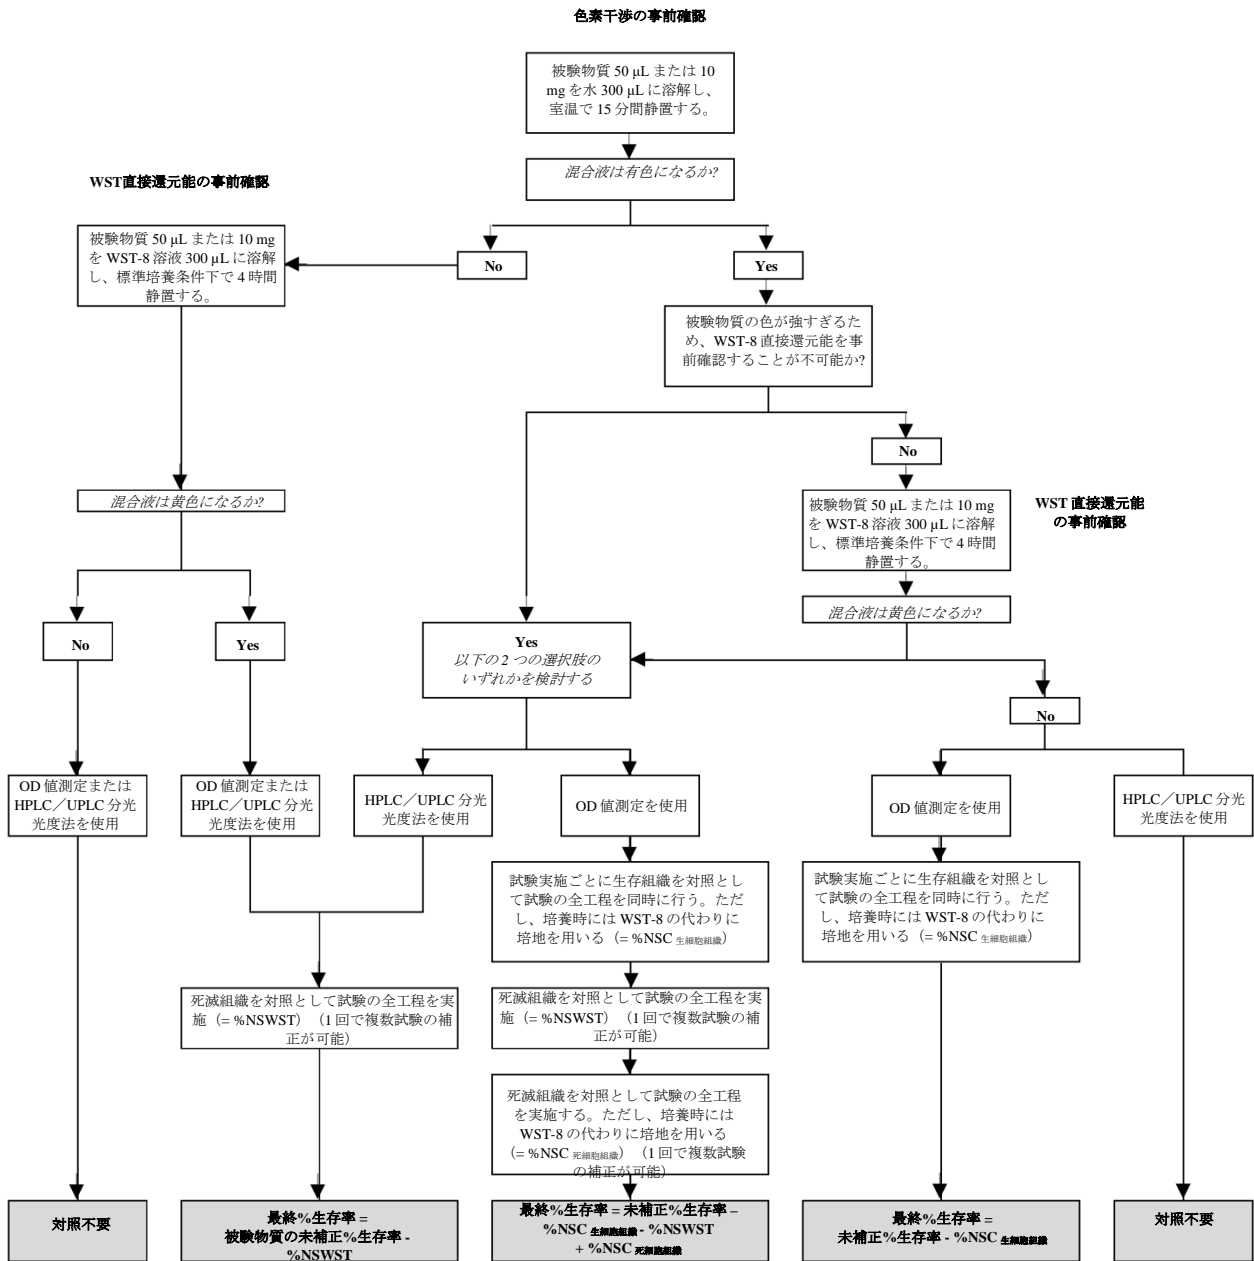 色素干渉の事前確認
被験物質 50 μL または 10
mg を水 300 μL に溶解し、
室温で 15 分間静置する。
混合液は有色になるか?
WST直接還元能の事前確認
被験物質 50 μL または 10 mg
を WST-8 溶液 300 μL に溶解
し、標準培養条件下で 4 時間
静置する。
No
Yes
被験物質の色が強すぎるた
め、WST-8 直接還元能を事
前確認することが不可能か?
No
混合液は黄色になるか?
被験物質 50 μL または 10 mg
を WST-8 溶液 300 μL に溶解
し、標準培養条件下で 4 時間
静置する。
WST 直接還元能
の事前確認
混合液は黄色になるか?
No
Yes
Yes
以下の 2 つの選択肢の
いずれかを検討する
No
OD 値測定または
HPLC/UPLC 分光
光度法を使用
OD 値測定または
HPLC/UPLC 分光
光度法を使用
HPLC/UPLC 分光
光度法を使用
OD 値測定を使用
OD 値測定を使用
HPLC/UPLC 分光
光度法を使用
試験実施ごとに生存組織を対照とし
て試験の全工程を同時に行う。ただ
し、培養時には WST-8 の代わりに
培地を用いる（= %NSC 生細胞組織）
試験実施ごとに生存組織を対照とし
て試験の全工程を同時に行う。ただ
し、培養時には WST-8 の代わりに
培地を用いる（= %NSC 生細胞組織）
死滅組織を対照として試験の全工程を実
施（= %NSWST）（1 回で複数試験の補
正が可能）
死滅組織を対照として試験の全工程を実
施（= %NSWST）（1 回で複数試験の補
正が可能）
死滅組織を対照として試験の全工程
を実施する。ただし、培養時には
WST-8 の代わりに培地を用いる
（= %NSC 死細胞組織）（1 回で複数試験
の補正が可能）
対照不要
最終%生存率 =
被験物質の未補正%生存率 -
%NSWST
最終%生存率 = 未補正%生存率 –
%NSC 生細胞組織 - %NSWST
+ %NSC 死細胞組織
最終%生存率 =
未補正%生存率 - %NSC 生細胞組織
対照不要